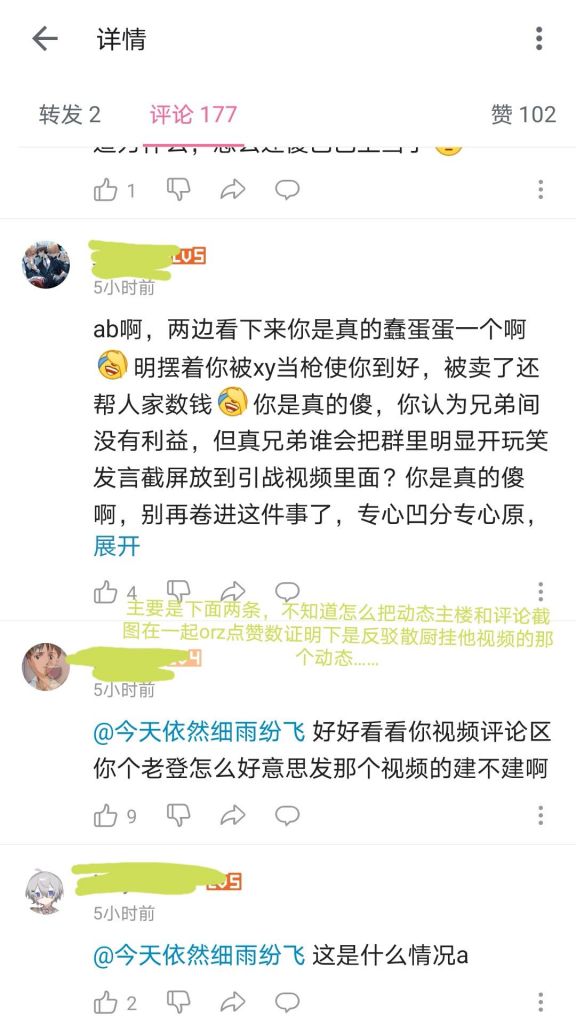 详情
转发 2
评论 177
赞 102
1
LV5
5小时前
ab啊，两边看下来你是真的蠢蛋蛋一个啊
明摆着你被xy当枪使你到好，被卖了还
帮人家数钱 你是真的傻，你认为兄弟间
没有利益，但真兄弟谁会把群里明显开玩笑
发言截屏放到引战视频里面？你是真的傻
啊，别再卷进这件事了，专心凹分专心原，
展开
4
主要是下面两条，不知道怎么把动态主楼和评论截
图在一起orz点赞数证明下是反驳散厨挂他视频的那
个动态……
5小时前
@今天依然细雨纷飞 好好看看你视频评论区
你个老登怎么好意思发那个视频的建不建啊
9
LV5
5小时前
@今天依然细雨纷飞 这是什么情况a
2